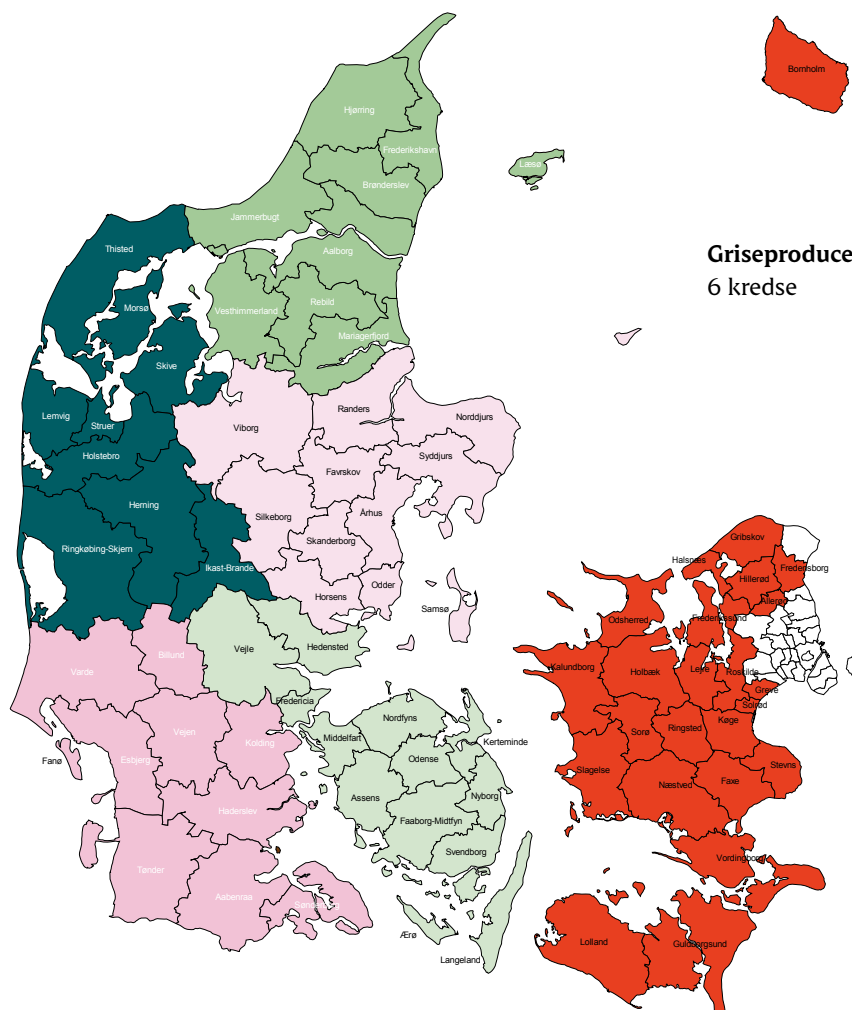 Bornholm
Hjørring
Frederikshavn
Læsø
Brønderslev
Jammerbugt
Thisted
Aalborg
Griseproduce
6 kredse
Morsø
Vesthimmerland
Rebild
Mariagerfjord
Skive
Lemvig
Struer
Viborg
Randers
Norddjurs
Holstebro
Favrskov
Syddjurs
Herning
Silkeborg
Århus
Ringkøbing-Skjern
Skanderborg
Ikast-Brande
Horsens
Odder
Samsø
Gribskov
Halsnæs
Fredensborg
Hillerød
Allerød
Odsherred
Frederikssund
Vejle
Hedensted
Varde
Billund
Kalundborg
Holbæk
Lejre
Roskilde
Fredericia
Greve
Solrød
Nordfyns
Køge
Vejen
Kolding
Middelfart
Kerteminde
Sorø
Ringsted
Fanø
Esbjerg
Odense
Slagelse
Stevns
Assens
Nyborg
Næstved
Faxe
Haderslev
Faaborg-Midtfyn
Svendborg
Vordingborg
Tønder
Aabenraa
Sønderborg
Ærø
Langeland
Lolland
Guldborgsund